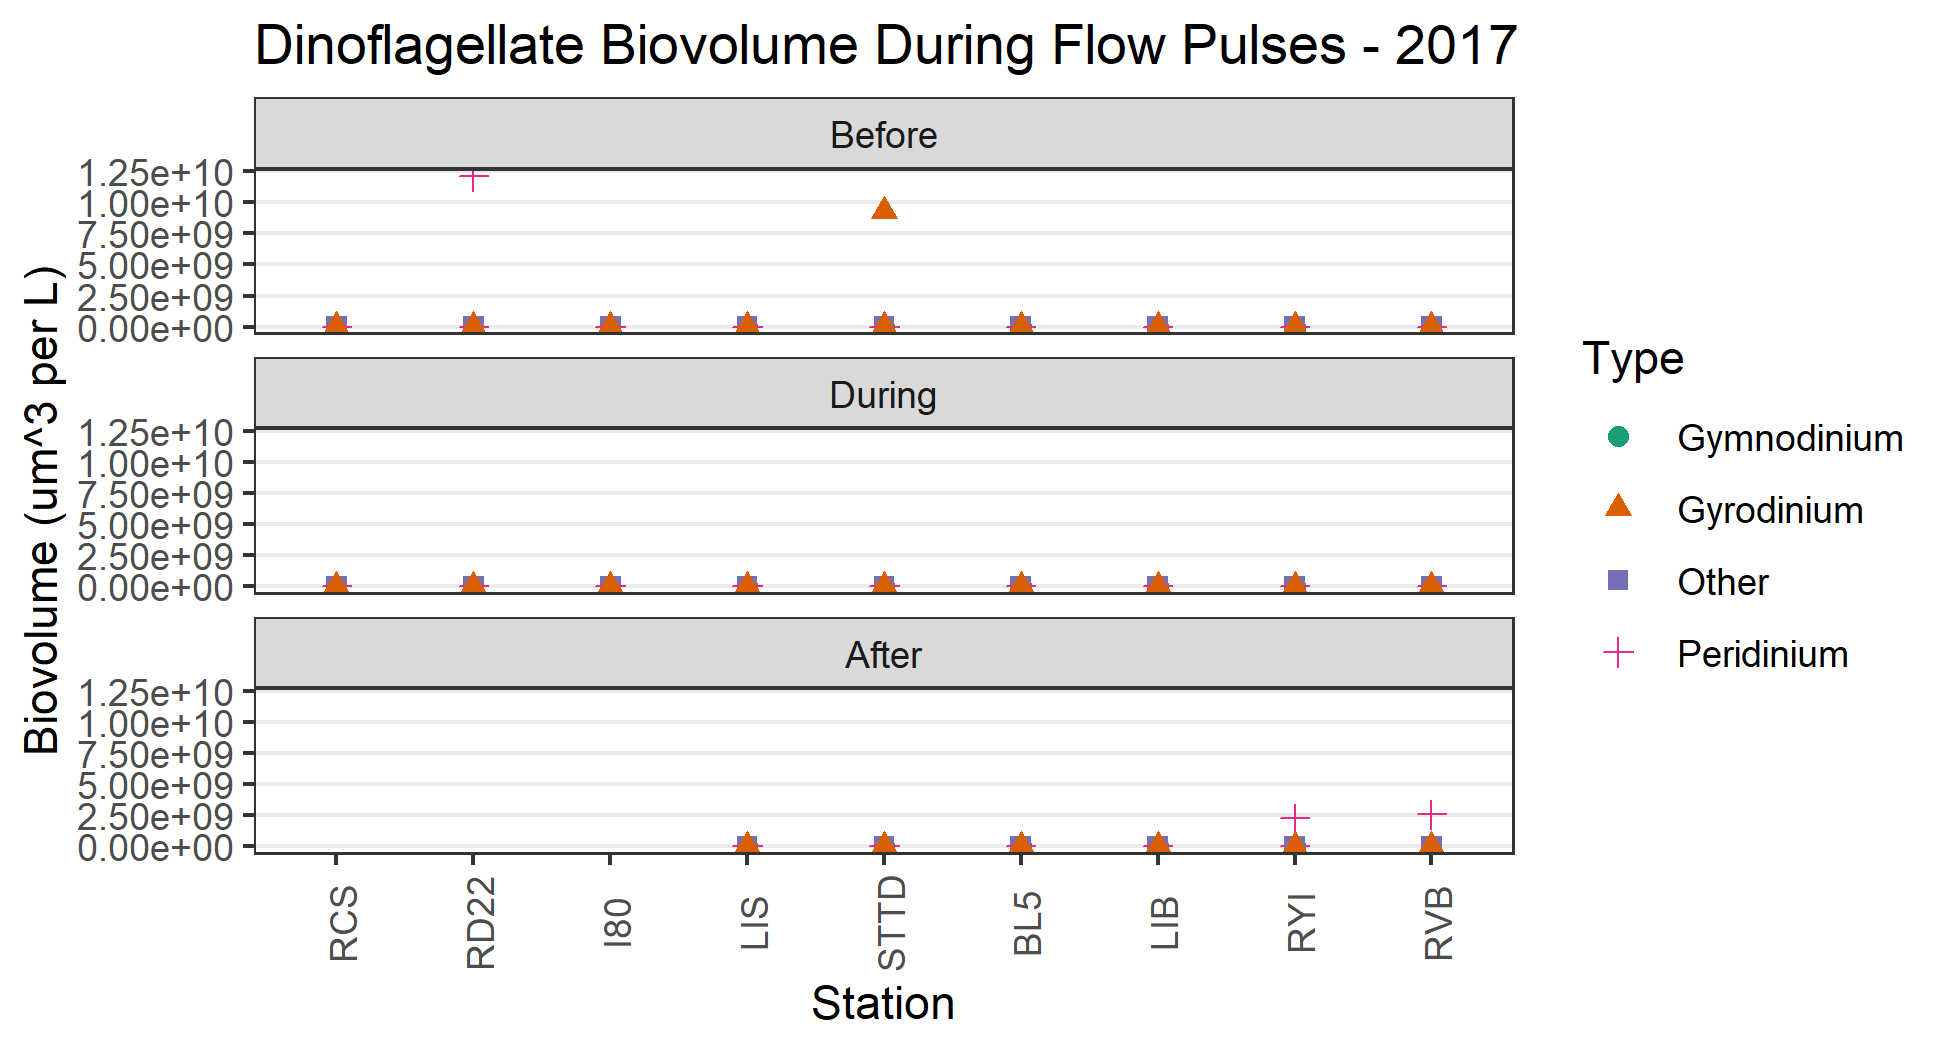 Dinoflagellate Biovolume During Flow Pulses - 2017
Biovolume (um^3 per L)
Before
1.25e+10
1.00e+10
7.50e+09
5.00e+09
2.50e+09
0.00e+00
During
1.25e+10
1.00e+10
7.50e+09
5.00e+09
2.50e+09
0.00e+00
After
1.25e+10
1.00e+10
7.50e+09
5.00e+09
2.50e+09
0.00e+00
RCS
RD22
I80
LIS
STTD
BL5
LIB
RYI
RVB
Station
Type
Gymnodinium
Gyrodinium
Other
Peridinium